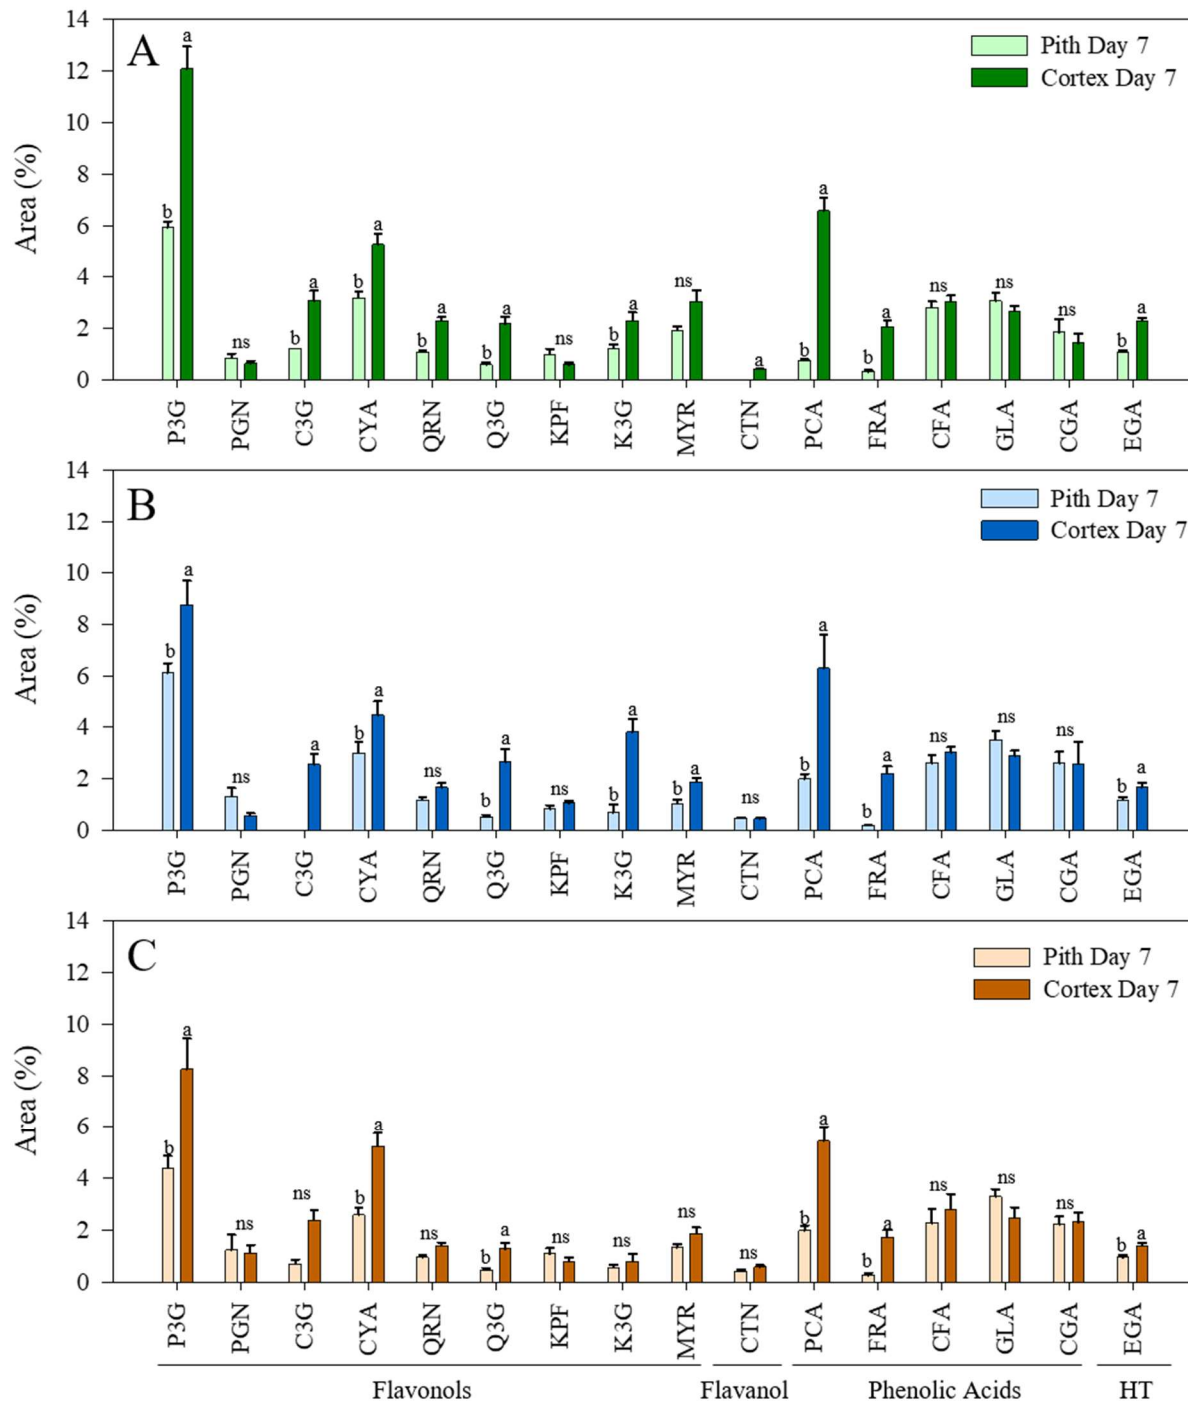 A
Pith Day 7
Cortex Day 7
Area (%)
14
12
10
8
6
4
2
0
b a
ns
b a
b a
b a
b a
ns
b a
ns
a
b a
b a
ns
ns
ns
b a
P3G PGN C3G CYA QRN Q3G KPF K3G MYR CTN PCA FRA CFA GLA CGA EGA
B
Pith Day 7
Cortex Day 7
Area (%)
14
12
10
8
6
4
2
0
b a
ns
a
b a
ns
b a
ns
b a
b a
ns
b a
b a
ns
ns
ns
b a
P3G PGN C3G CYA QRN Q3G KPF K3G MYR CTN PCA FRA CFA GLA CGA EGA
C
Pith Day 7
Cortex Day 7
Area (%)
14
12
10
8
6
4
2
0
b a
ns
ns
b a
ns
b a
ns
ns
ns
ns
b a
b a
ns
ns
ns
b a
P3G PGN C3G CYA QRN Q3G KPF K3G MYR CTN PCA FRA CFA GLA CGA EGA
Flavonols Flavanol Phenolic Acids HT